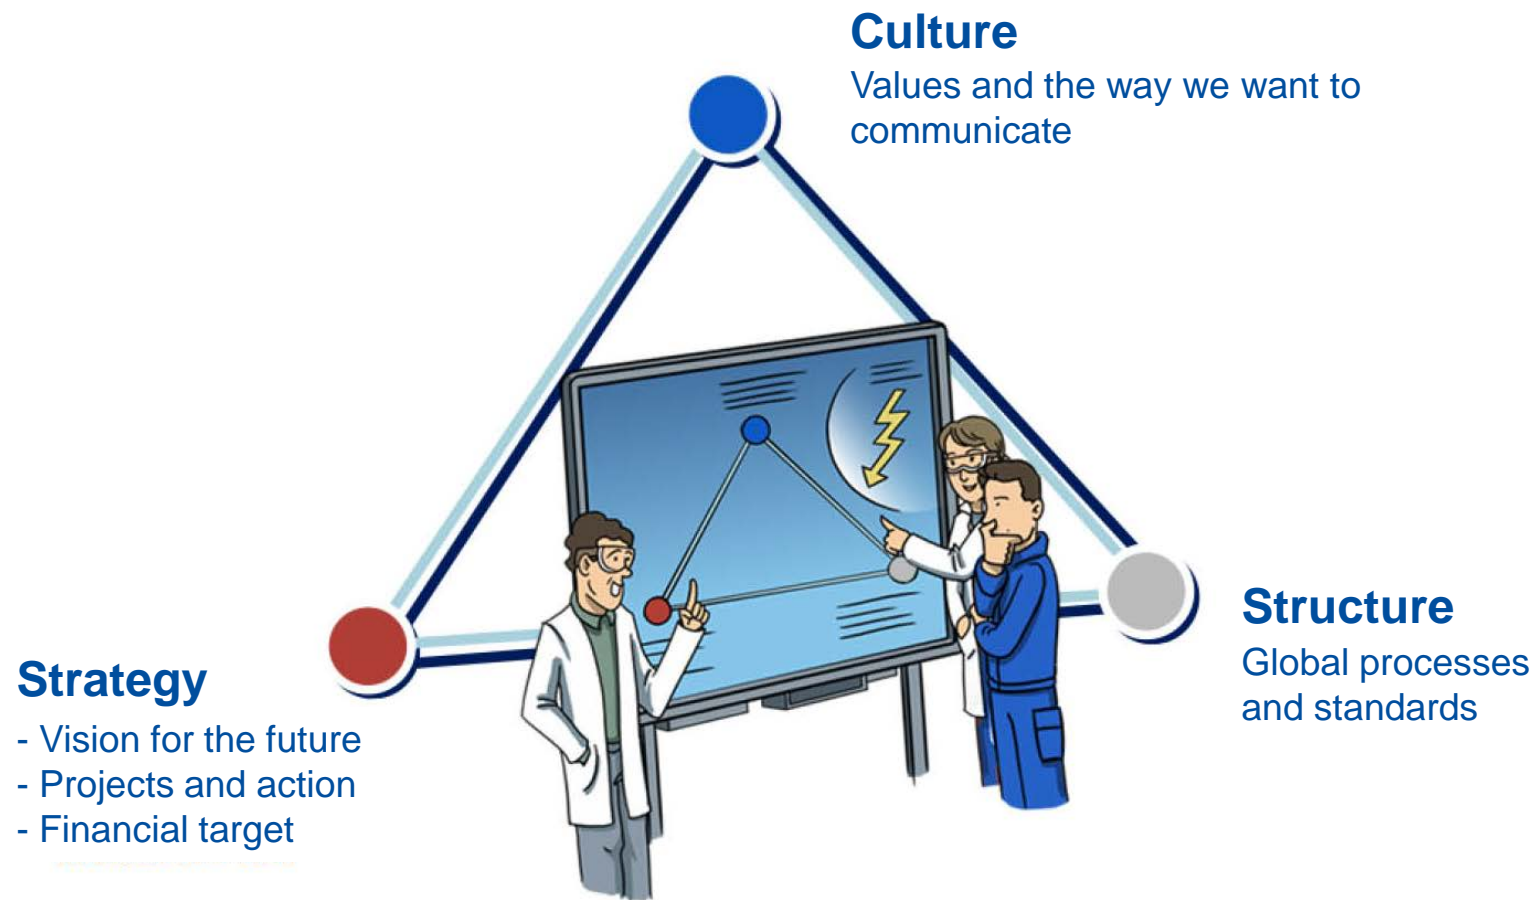 Culture
Values and the way we want to
communicate
Structure
Global processes
and standards
Strategy
- Vision for the future
- Projects and action
- Financial target